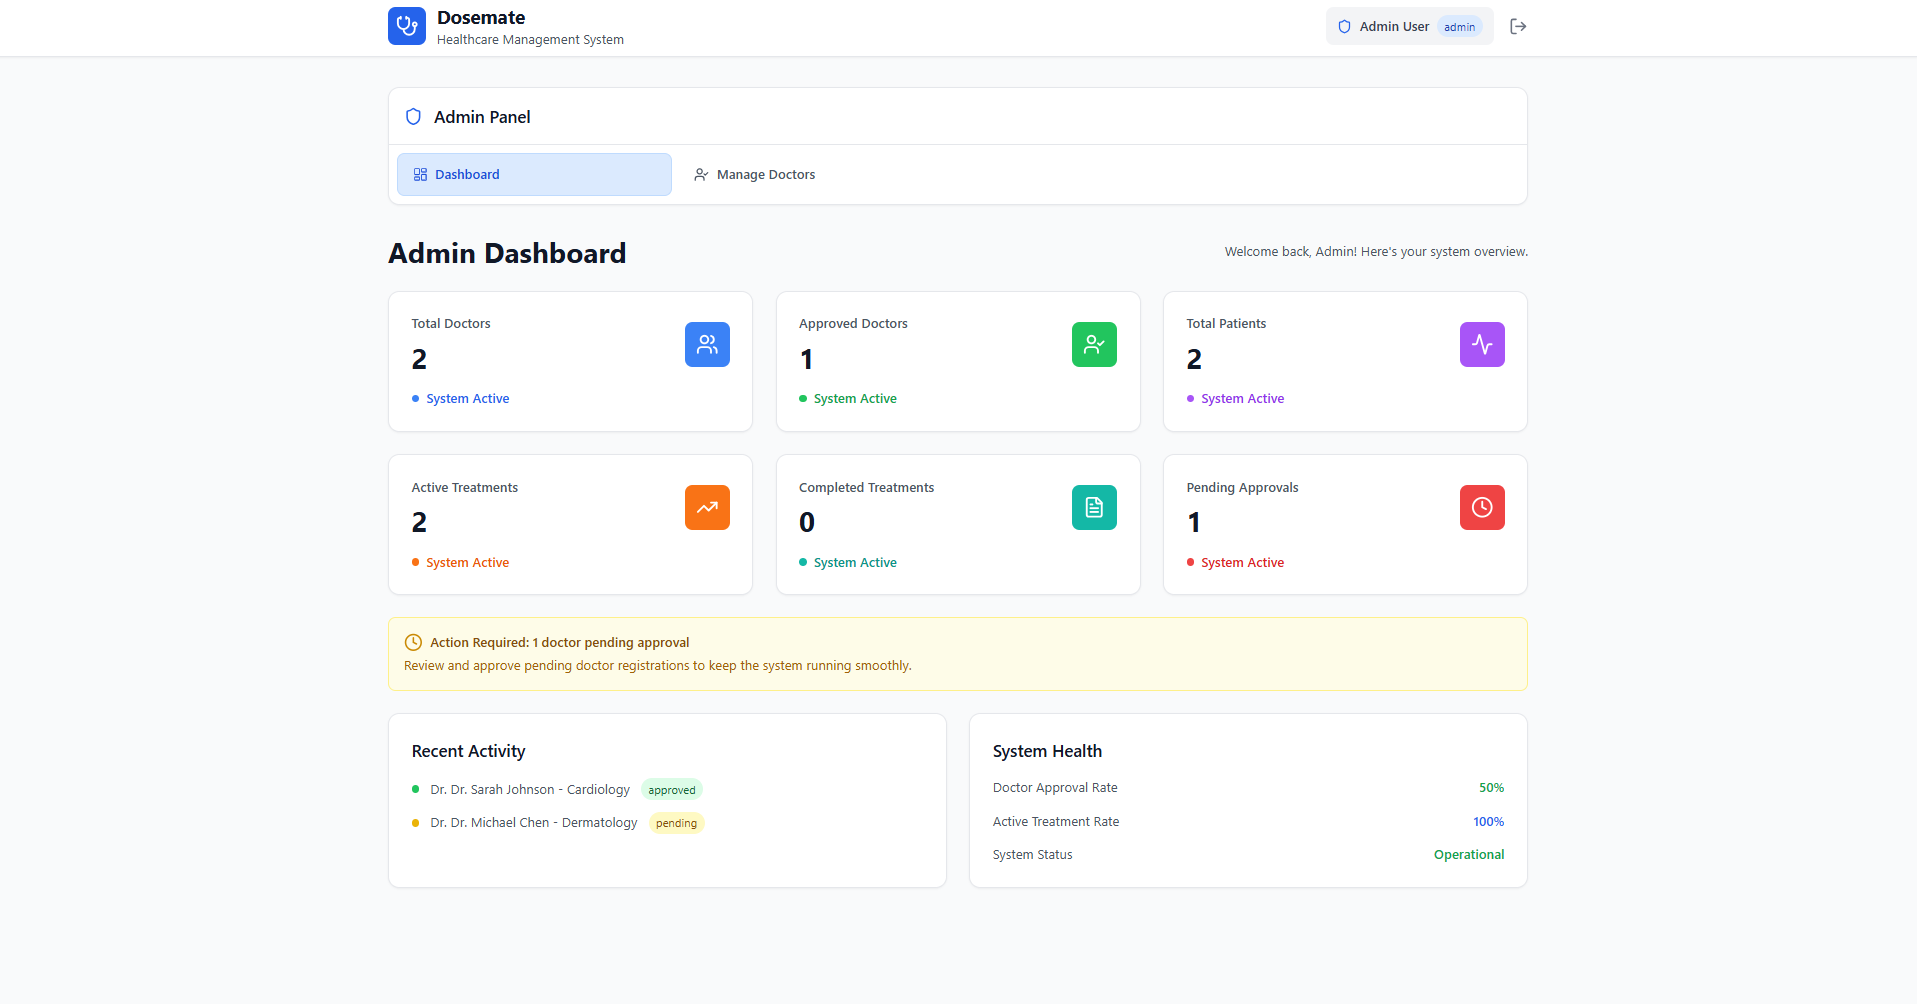 Dosemate
Healthcare Management System
Admin User admin
Admin Panel
Dashboard
Manage Doctors
Admin Dashboard
Welcome back, Admin! Here's your system overview.
Total Doctors
2
System Active
Approved Doctors
1
System Active
Total Patients
2
System Active
Active Treatments
2
System Active
Completed Treatments
0
System Active
Pending Approvals
1
System Active
Action Required: 1 doctor pending approval
Review and approve pending doctor registrations to keep the system running smoothly.
Recent Activity
Dr. Dr. Sarah Johnson - Cardiology approved
Dr. Dr. Michael Chen - Dermatology pending
System Health
Doctor Approval Rate 50%
Active Treatment Rate 100%
System Status Operational